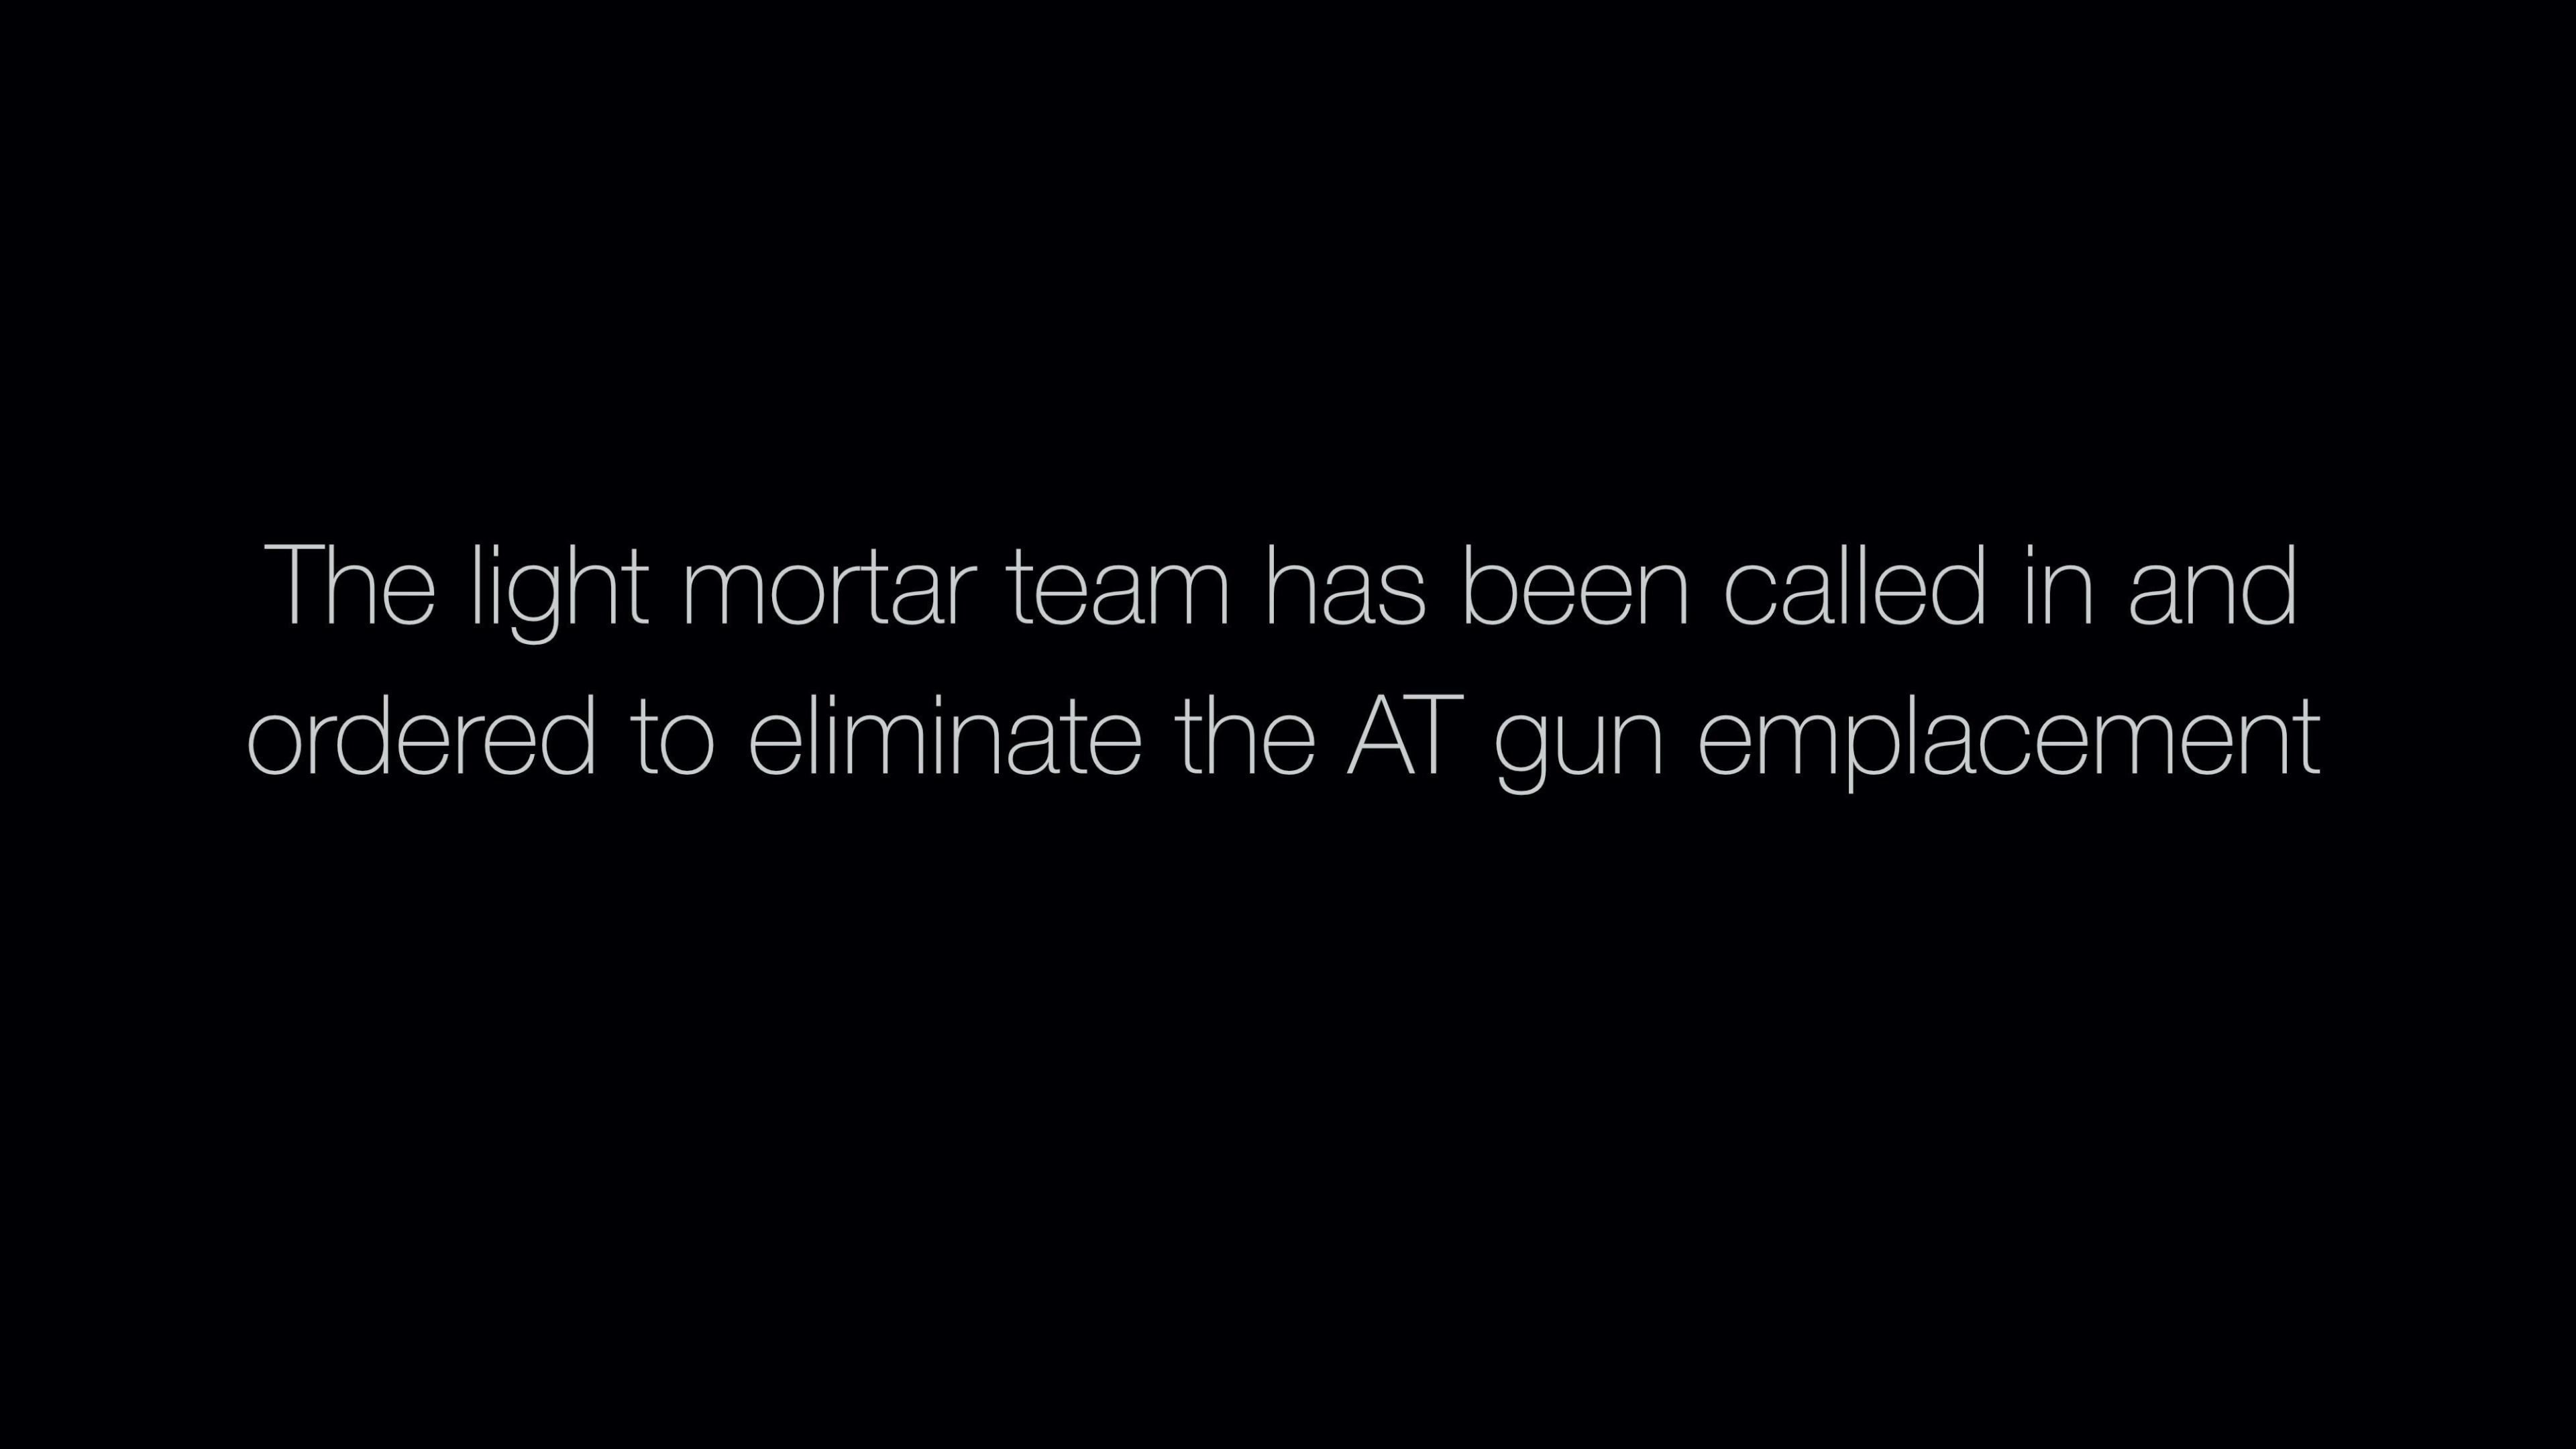 The light mortar team has been called in and
ordered to eliminate the AT gun emplacement